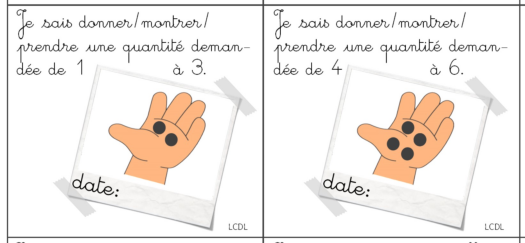 Je sais donner/montrer/
prendre une quantité deman-
dée de 1 à 3.
date:
LCDL
Je sais donner/montrer/
prendre une quantité deman-
dée de 4 à 6.
date:
LCDL